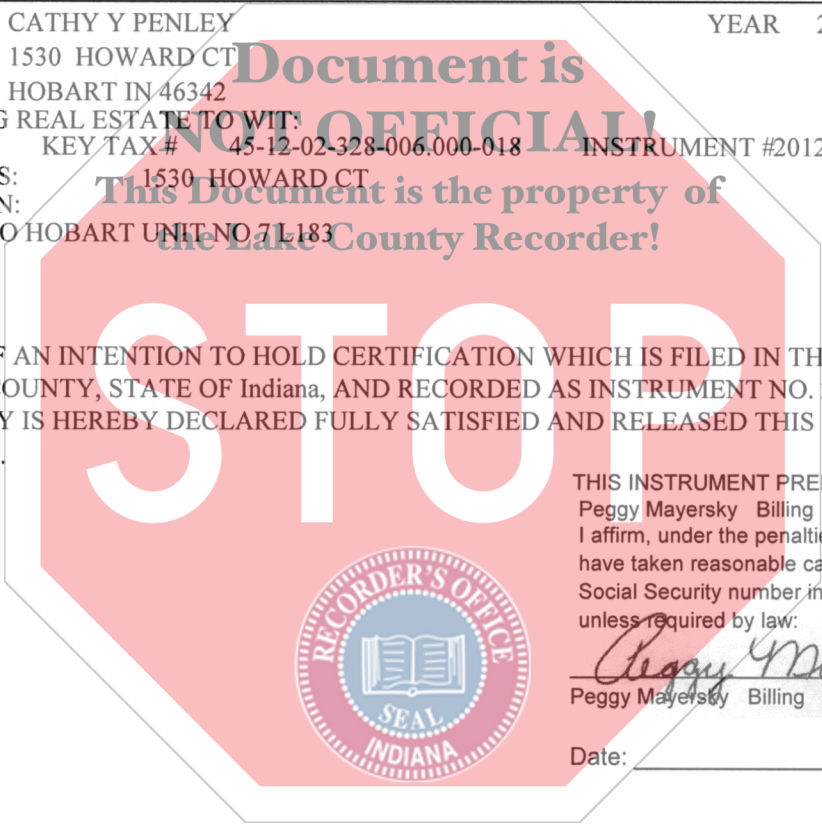 CATHY Y PENLEY YEAR 2
1530 HOWARD CT
Document is
HOBART IN 46342
G REAL ESTATE TO WIT:
NOT OFFICIAL!
KEY TAX # 45-12-02-328-006.000-018 INSTRUMENT #2012
S: 1530 HOWARD CT
This Document is the property of
N:
O HOBART UNIT NO 7 L183
the Lake County Recorder!
STOP
F AN INTENTION TO HOLD CERTIFICATION WHICH IS FILED IN TH
OUNTY, STATE OF Indiana, AND RECORDED AS INSTRUMENT NO.
Y IS HEREBY DECLARED FULLY SATISFIED AND RELEASED THIS
.
THIS INSTRUMENT PRE
Peggy Mayersky Billing
I affirm, under the penaltie
have taken reasonable ca
Social Security number in
unless required by law:
Peggy
Peggy Mayersky Billing
Date:
RECORDER'S OFFICE
SEAL
INDIANA